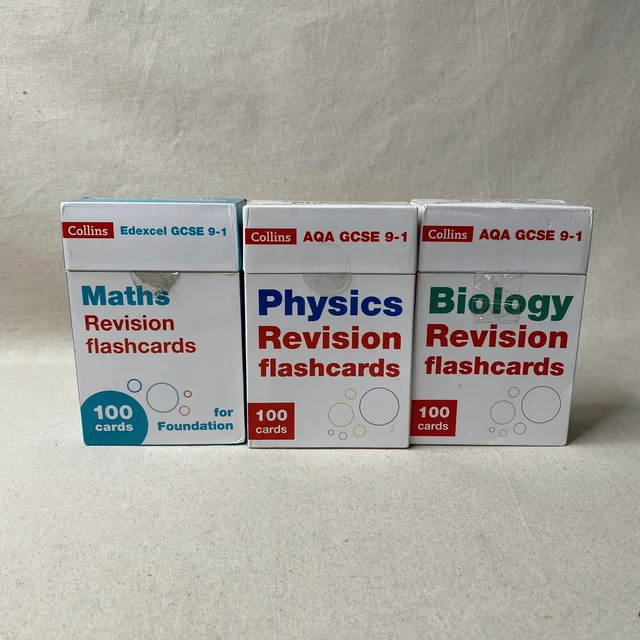 Collins
Edexcel GCSE 9-1
Maths
Revision
flashcards
100
cards
for
Foundation
Collins
AQA GCSE 9-1
Physics
Revision
flashcards
100
cards
Collins
AQA GCSE 9-1
Biology
Revision
flashcards
100
cards